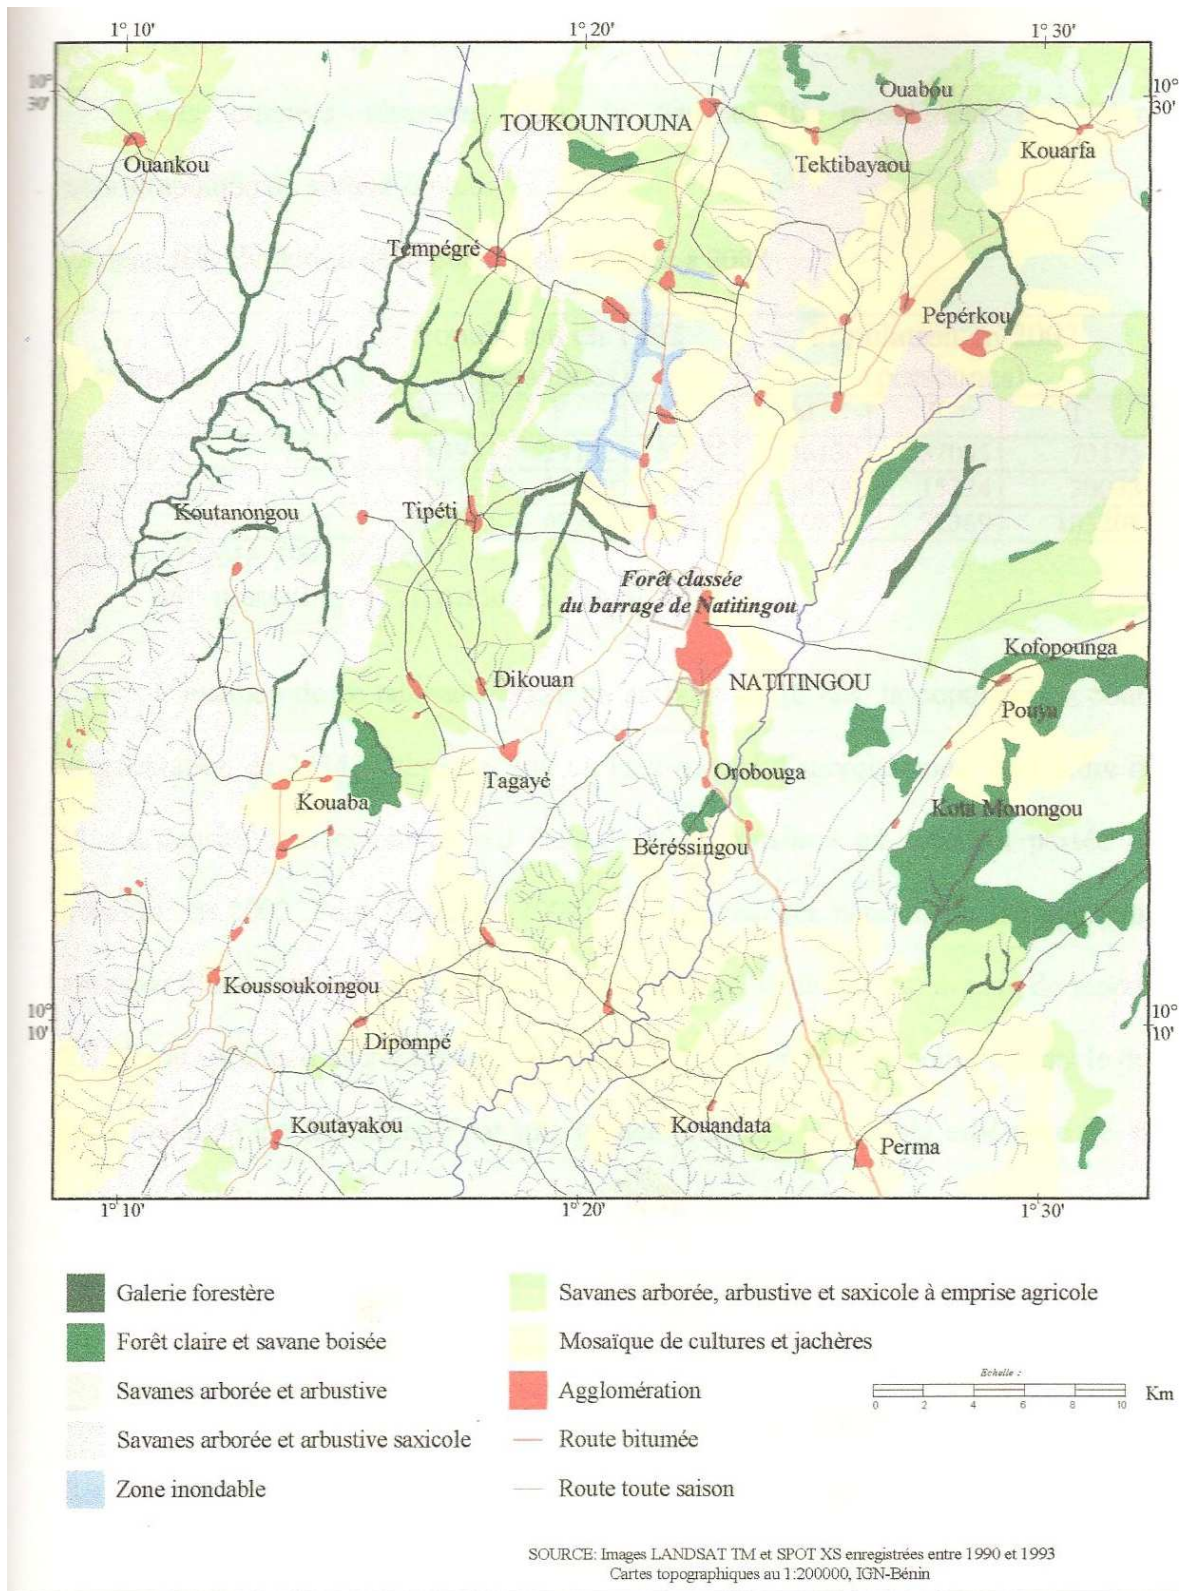 1° 10'
1° 20'
1° 30'
10°
30'
10°
30'
Ouabou
TOUKOUNTOUNA
Ouankou
Tektibayaou
Kouarfa
Tempégré
Pépérkou
Koutanongou
Tipéti
Forêt classée
du barrage de Natitingou
Kofopounga
Dikouan
NATITINGOU
Pouya
Tagayé
Orobouga
Kouaba
Kota Monongou
Béréssingou
Koussoukoingou
10°
10'
10°
10'
Dipompé
Koutayakou
Kouandata
Perma
1° 10'
1° 20'
1° 30'
Galerie forestère
Savanes arborée, arbustive et saxicole à emprise agricole
Forêt claire et savane boisée
Mosaïque de cultures et jachères
Savanes arborée et arbustive
Agglomération
Echelle :
0 2 4 6 8 10 Km
Savanes arborée et arbustive saxicole
Route bitumée
Zone inondable
Route toute saison
SOURCE: Images LANDSAT TM et SPOT XS enregistrées entre 1990 et 1993
Cartes topographiques au 1:200000, IGN-Bénin